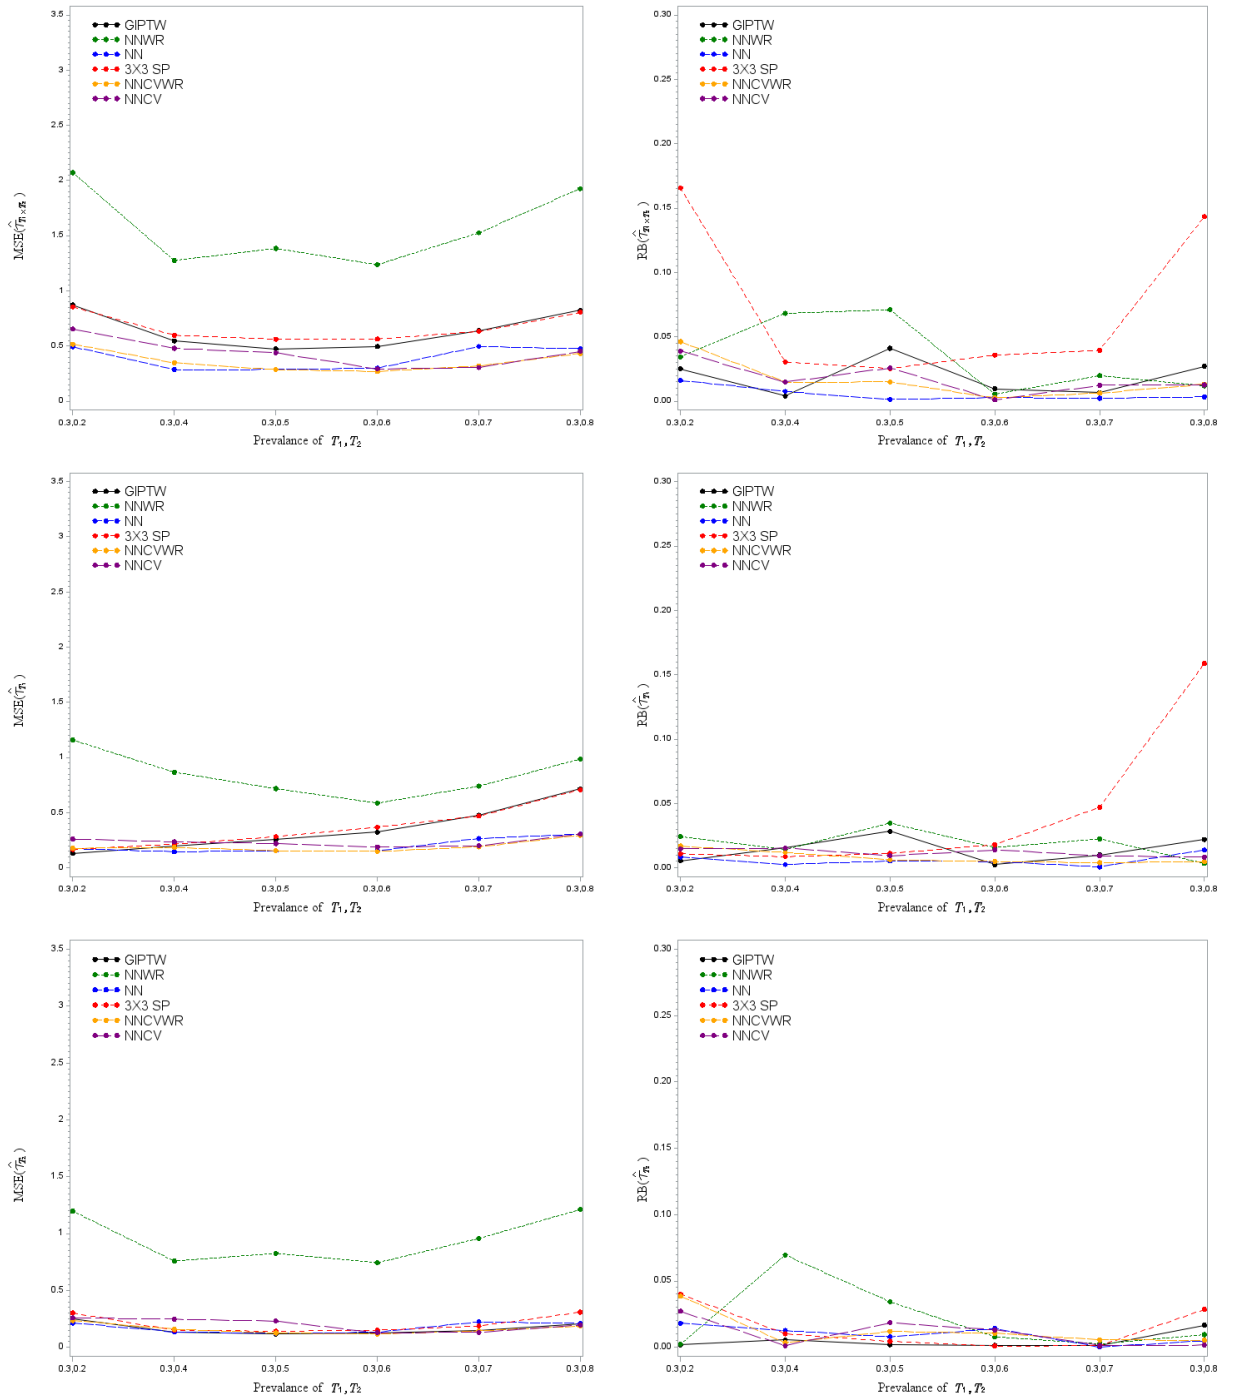 3.5
3
2.5
2
1.5
1
0.5
0
MSE(τ̂T₁×T₂)
GIPTW
NNWR
NN
3X3 SP
NNCVWR
NNCV
0.3,0.2 0.3,0.4 0.3,0.5 0.3,0.6 0.3,0.7 0.3,0.8
Prevalance of T₁,T₂
0.30
0.25
0.20
0.15
0.10
0.05
0.00
RB(τ̂T₁×T₂)
GIPTW
NNWR
NN
3X3 SP
NNCVWR
NNCV
0.3,0.2 0.3,0.4 0.3,0.5 0.3,0.6 0.3,0.7 0.3,0.8
Prevalance of T₁,T₂
3.5
3
2.5
2
1.5
1
0.5
0
MSE(τ̂T₁)
GIPTW
NNWR
NN
3X3 SP
NNCVWR
NNCV
0.3,0.2 0.3,0.4 0.3,0.5 0.3,0.6 0.3,0.7 0.3,0.8
Prevalance of T₁,T₂
0.30
0.25
0.20
0.15
0.10
0.05
0.00
RB(τ̂T₁)
GIPTW
NNWR
NN
3X3 SP
NNCVWR
NNCV
0.3,0.2 0.3,0.4 0.3,0.5 0.3,0.6 0.3,0.7 0.3,0.8
Prevalance of T₁,T₂
3.5
3
2.5
2
1.5
1
0.5
0
MSE(τ̂T₂)
GIPTW
NNWR
NN
3X3 SP
NNCVWR
NNCV
0.3,0.2 0.3,0.4 0.3,0.5 0.3,0.6 0.3,0.7 0.3,0.8
Prevalance of T₁,T₂
0.30
0.25
0.20
0.15
0.10
0.05
0.00
RB(τ̂T₂)
GIPTW
NNWR
NN
3X3 SP
NNCVWR
NNCV
0.3,0.2 0.3,0.4 0.3,0.5 0.3,0.6 0.3,0.7 0.3,0.8
Prevalance of T₁,T₂